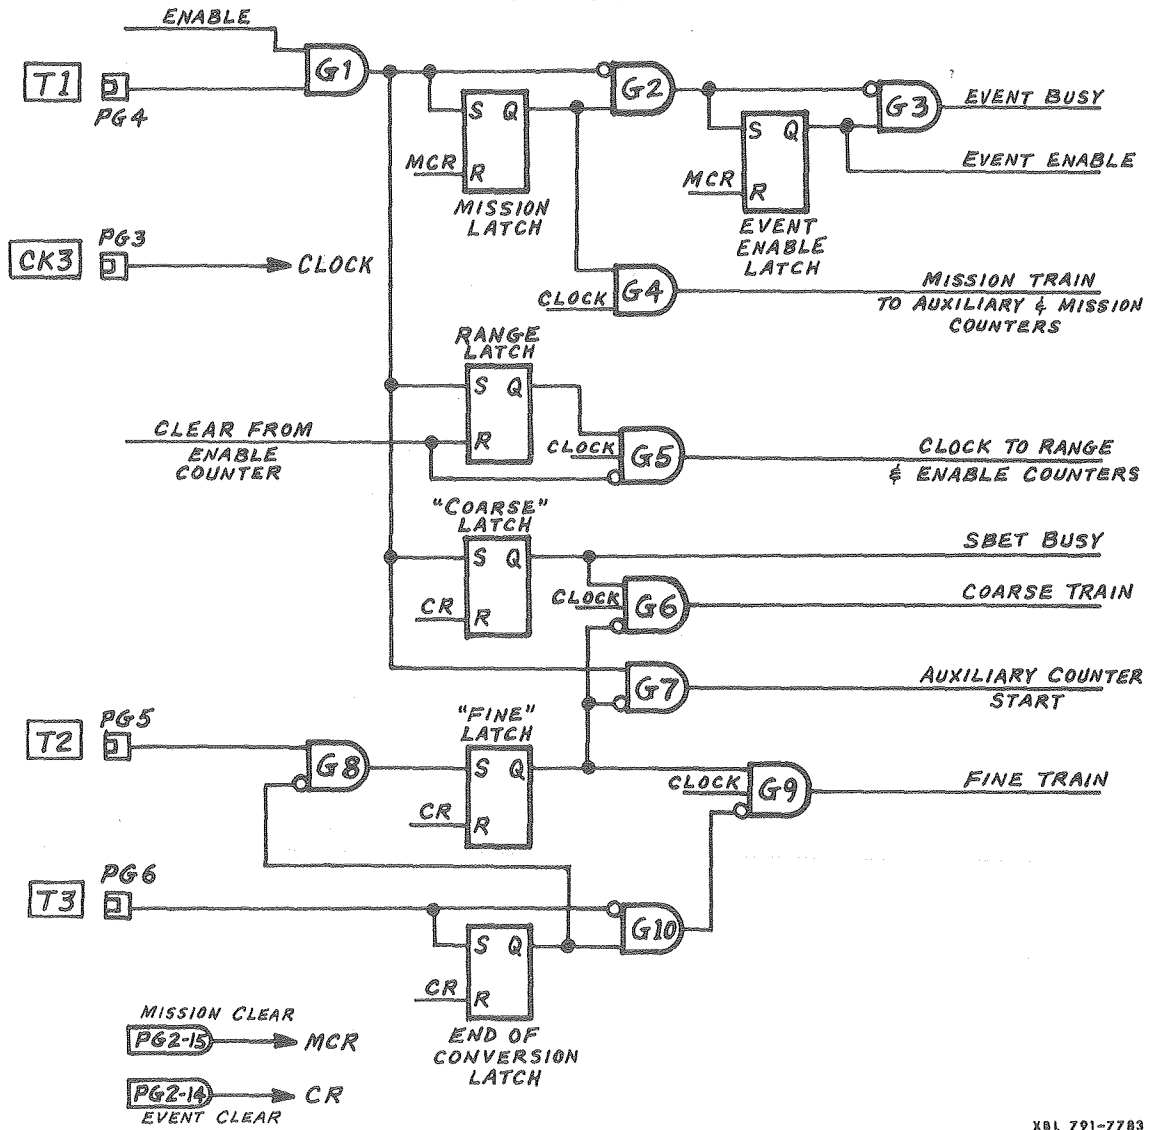 ENABLE
T1
PG4
G1
G2
G3
EVENT BUSY
S Q
MCR
R
MISSION
LATCH
S Q
MCR
R
EVENT
ENABLE
LATCH
EVENT ENABLE
CK3
PG3
CLOCK
CLOCK
G4
MISSION TRAIN
TO AUXILIARY & MISSION
COUNTERS
RANGE
LATCH
S Q
R
CLEAR FROM
ENABLE
COUNTER
CLOCK
G5
CLOCK TO RANGE
& ENABLE COUNTERS
"COARSE"
LATCH
S Q
CR
R
SBET BUSY
CLOCK
G6
COARSE TRAIN
G7
AUXILIARY COUNTER
START
T2
PG5
G8
"FINE"
LATCH
S Q
CR
R
CLOCK
G9
FINE TRAIN
T3
PG6
G10
S Q
CR
R
END OF
CONVERSION
LATCH
MISSION CLEAR
PG2-15
MCR
PG2-14
CR
EVENT CLEAR
XBL 791-7783